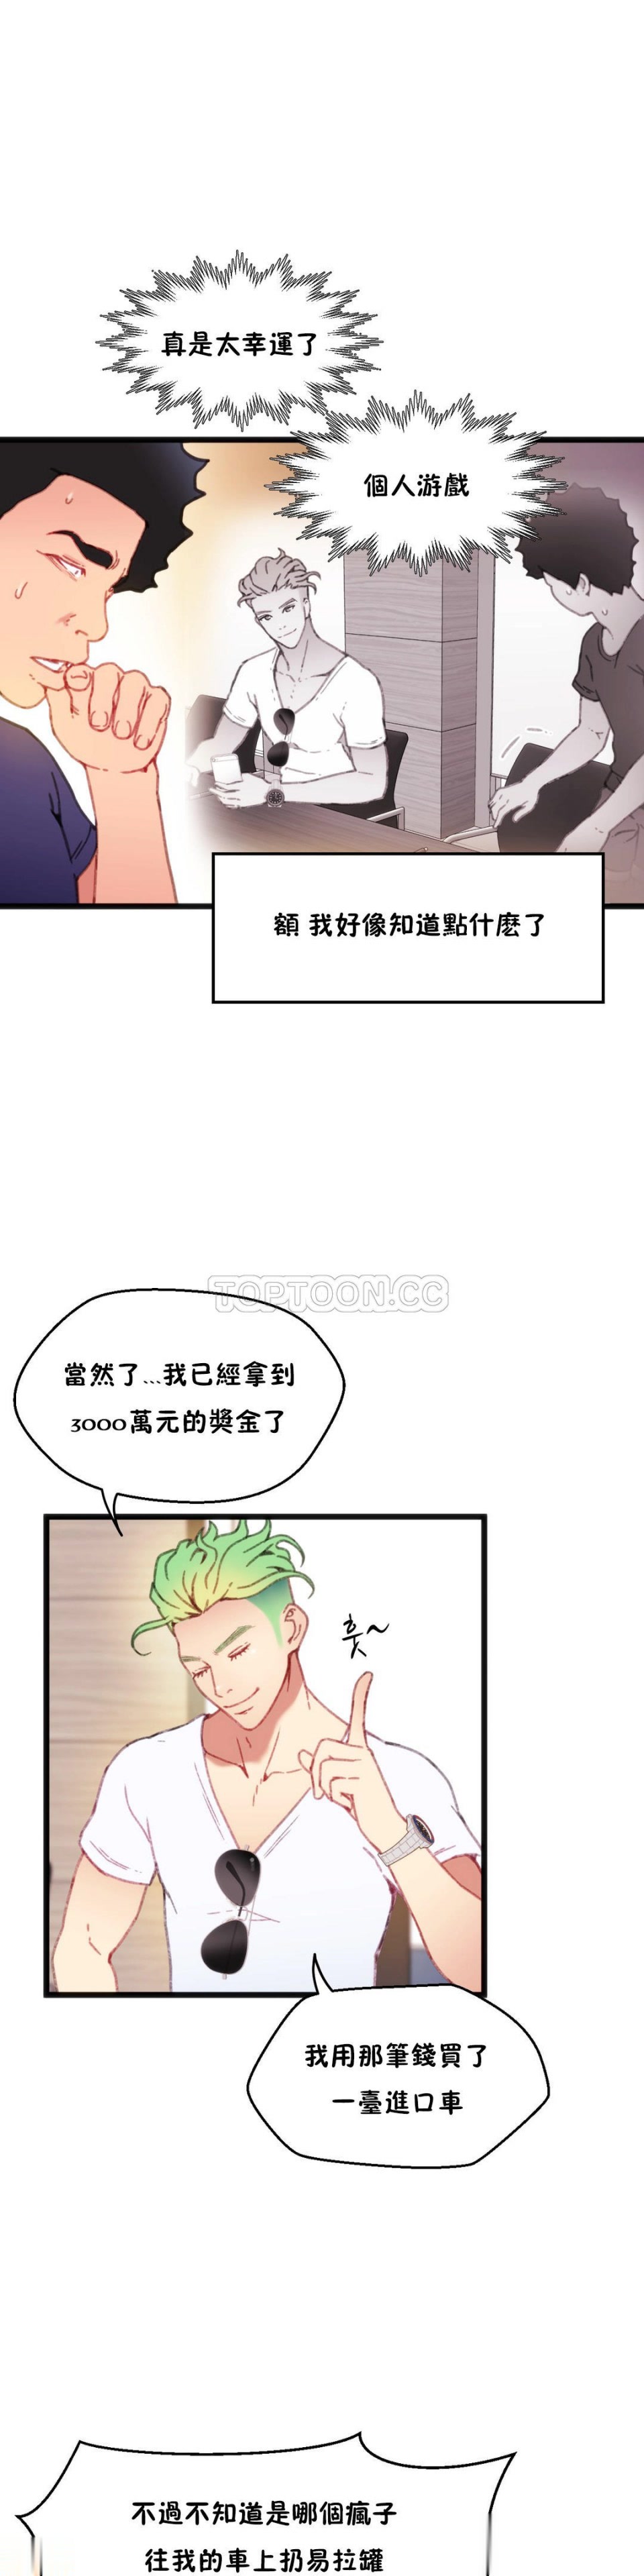 真是太幸運了
個人游戲
額 我好像知道點什麽了
TOPTOON.CC
當然了...我已經拿到
3000萬元的獎金了
훗~
我用那筆錢買了
一臺進口車
不過不知道是哪個瘋子
往我的車上扔易拉罐